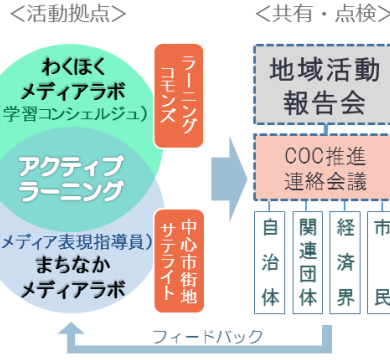 ＜活動拠点＞
わくほく
メディアラボ
（学習コンシェルジュ）
アクティブ
ラーニング
（メディア表現指導員）
まちなか
メディアラボ
ラーニング
コモンズ
中心市街地
サテライト
＜共有・点検＞
地域活動
報告会
COC推進
連絡会議
自治体
関連団体
経済界
市民
フィードバック